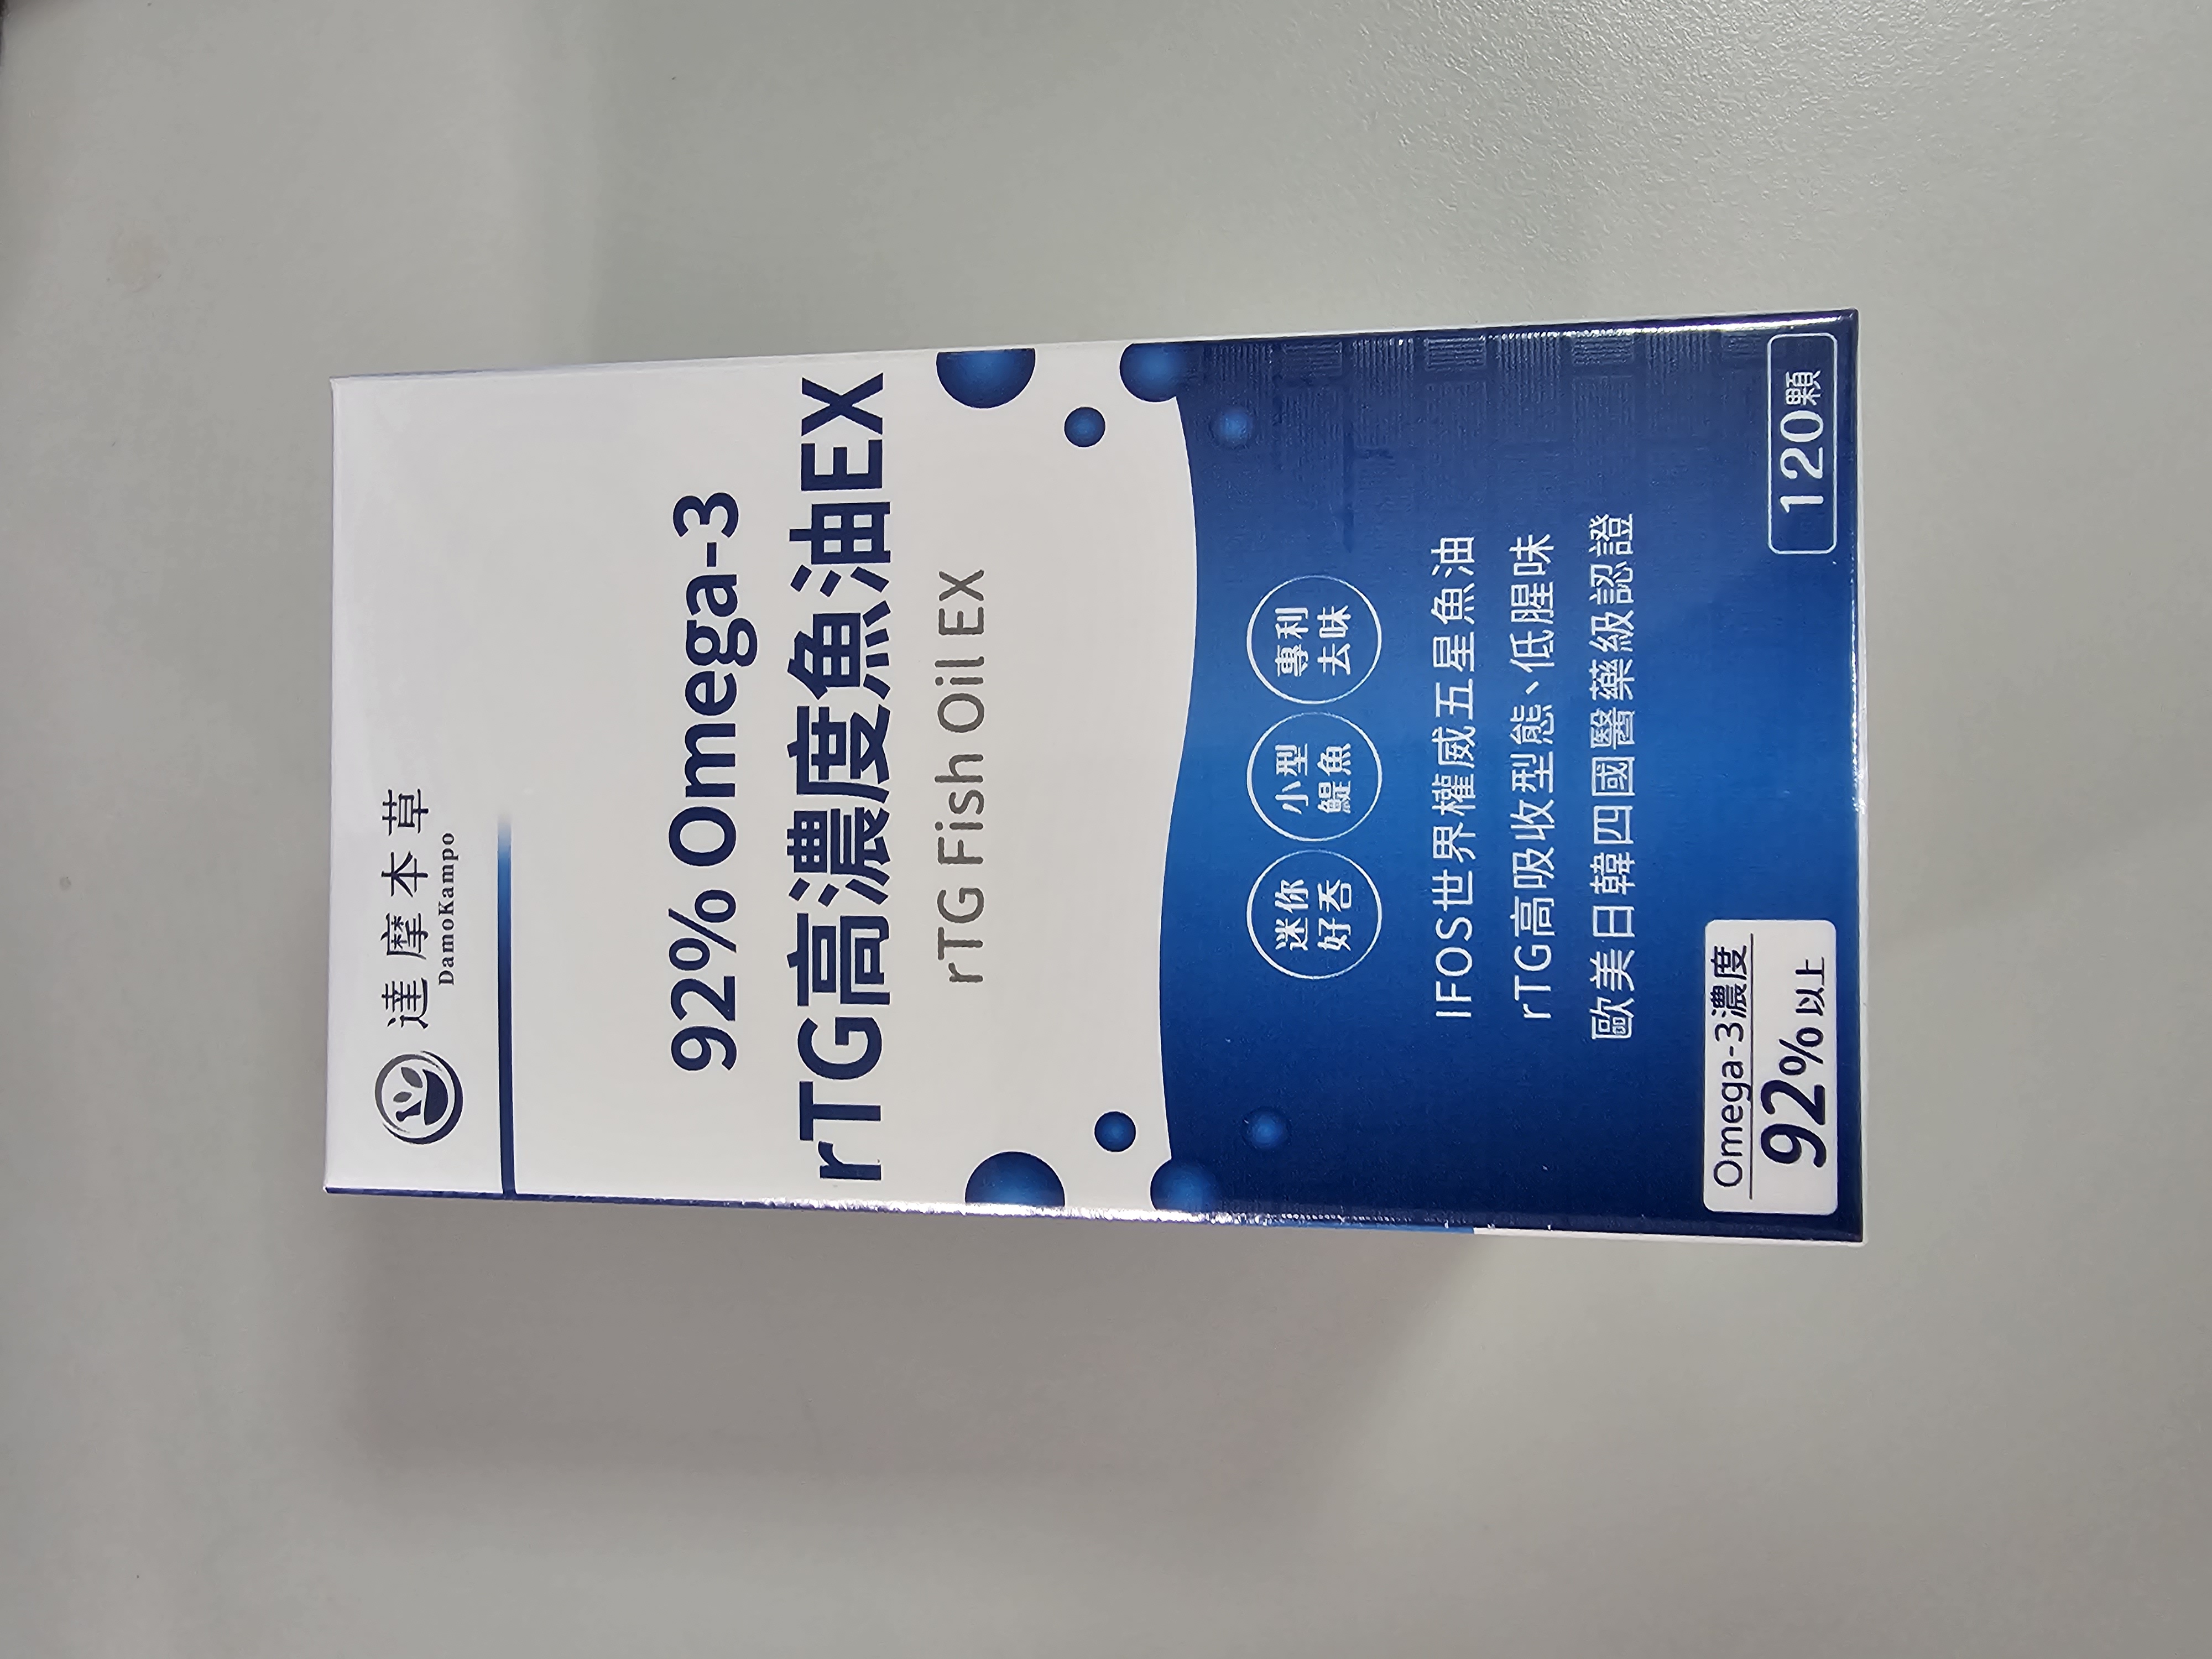 達摩本草
DamoKampo
92% Omega-3
rTG高濃度魚油EX
rTG Fish Oil EX
迷你
好吞
小型
鯷魚
專利
去味
IFOS世界權威五星魚油
rTG高吸收型態、低腥味
歐美日韓四國醫藥級認證
Omega-3濃度
92%以上
120顆